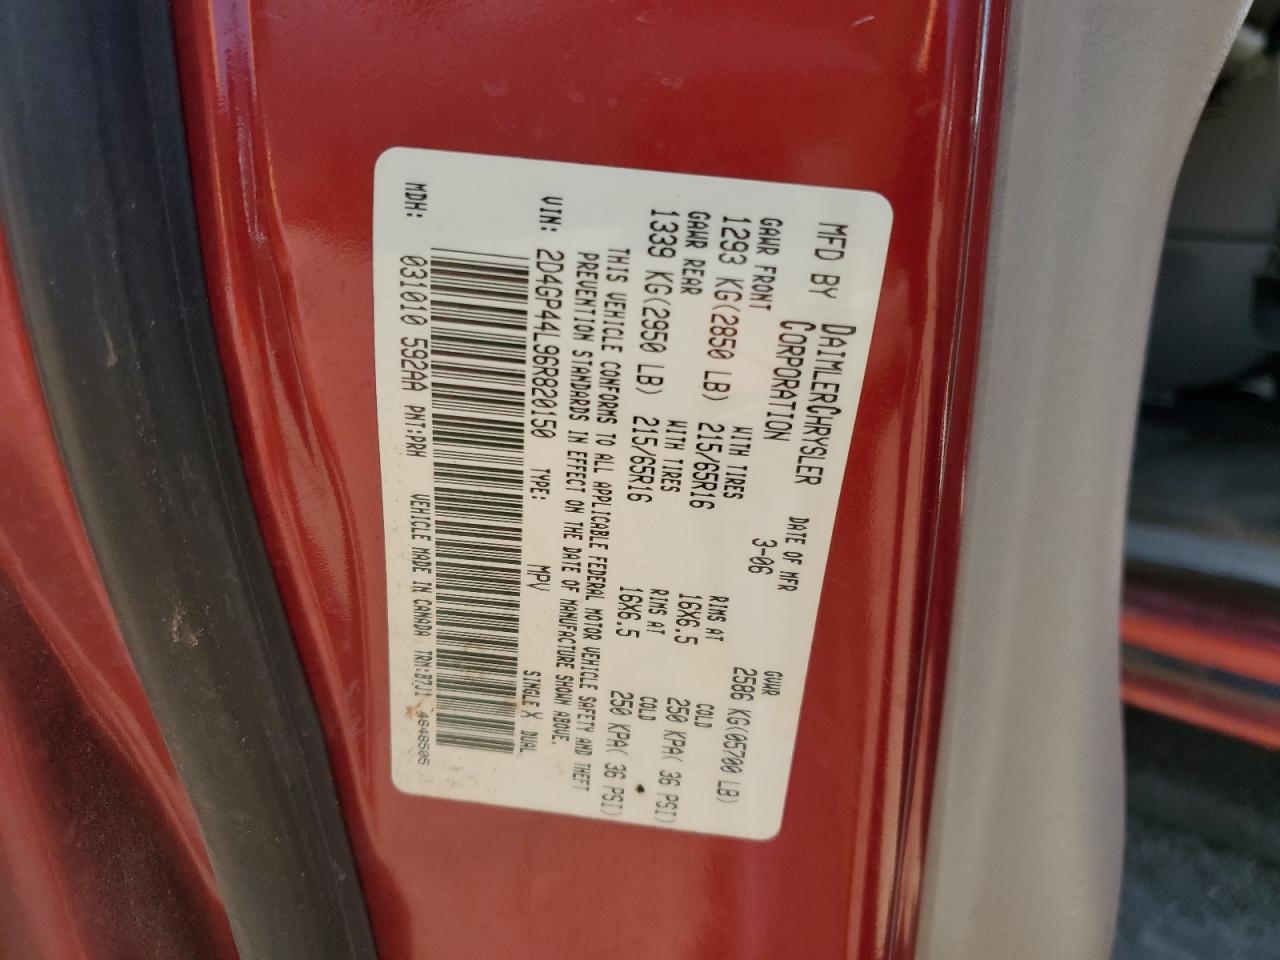 MFD BY DAIMLERCHRYSLER CORPORATION
DATE OF MFR 3-06
GVWR 2586 KG(05700 LB)
GAWR FRONT WITH TIRES RIMS AT COLD
1293 KG(2850 LB) 215/65R16 16X6.5 250 KPA( 36 PSI)
GAWR REAR WITH TIRES RIMS AT COLD
1339 KG(2950 LB) 215/65R16 16X6.5 250 KPA( 36 PSI)
THIS VEHICLE CONFORMS TO ALL APPLICABLE FEDERAL MOTOR VEHICLE SAFETY AND THEFT
PREVENTION STANDARDS IN EFFECT ON THE DATE OF MANUFACTURE SHOWN ABOVE.
VIN: 2D4GP44L96R820150 TYPE: MPV SINGLE X DUAL
MDH: 031010 592AA PNT:PRH VEHICLE MADE IN CANADA TRM:B7J1 4648506